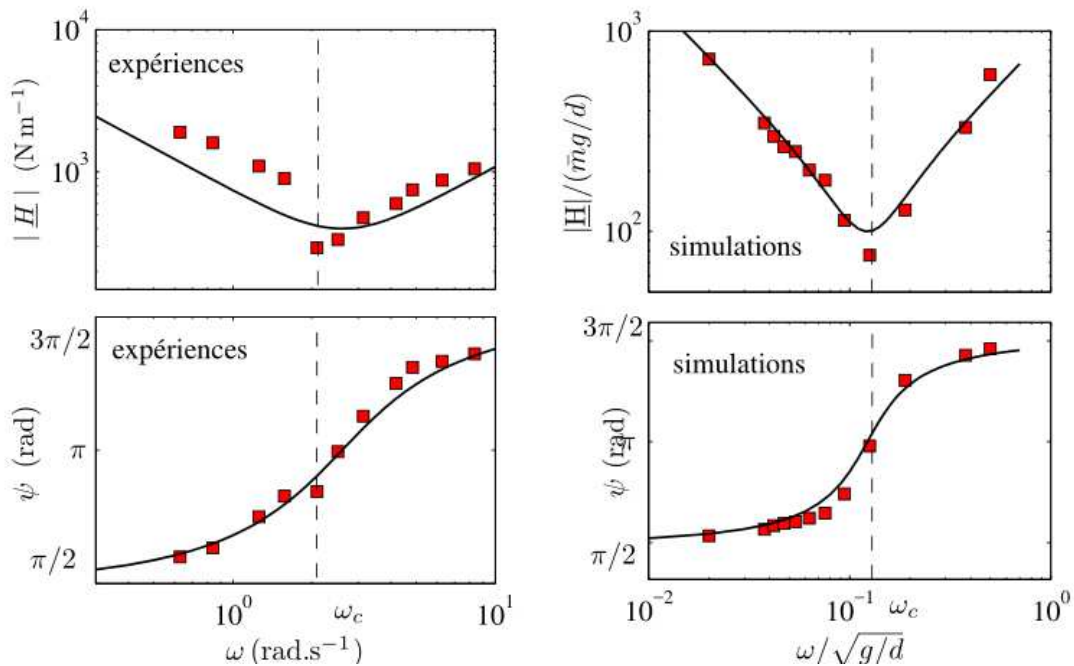 10^4
expériences
|H| (N m^{-1})
10^3
10^3
|H|/(m̄g/d)
10^2
simulations
3π/2
expériences
ψ (rad)
π
π/2
10^0
ω_c
10^1
ω (rad.s^{-1})
3π/2
simulations
ψ (rad)
π
π/2
10^{-2}
10^{-1}
ω_c
10^0
ω/√g/d